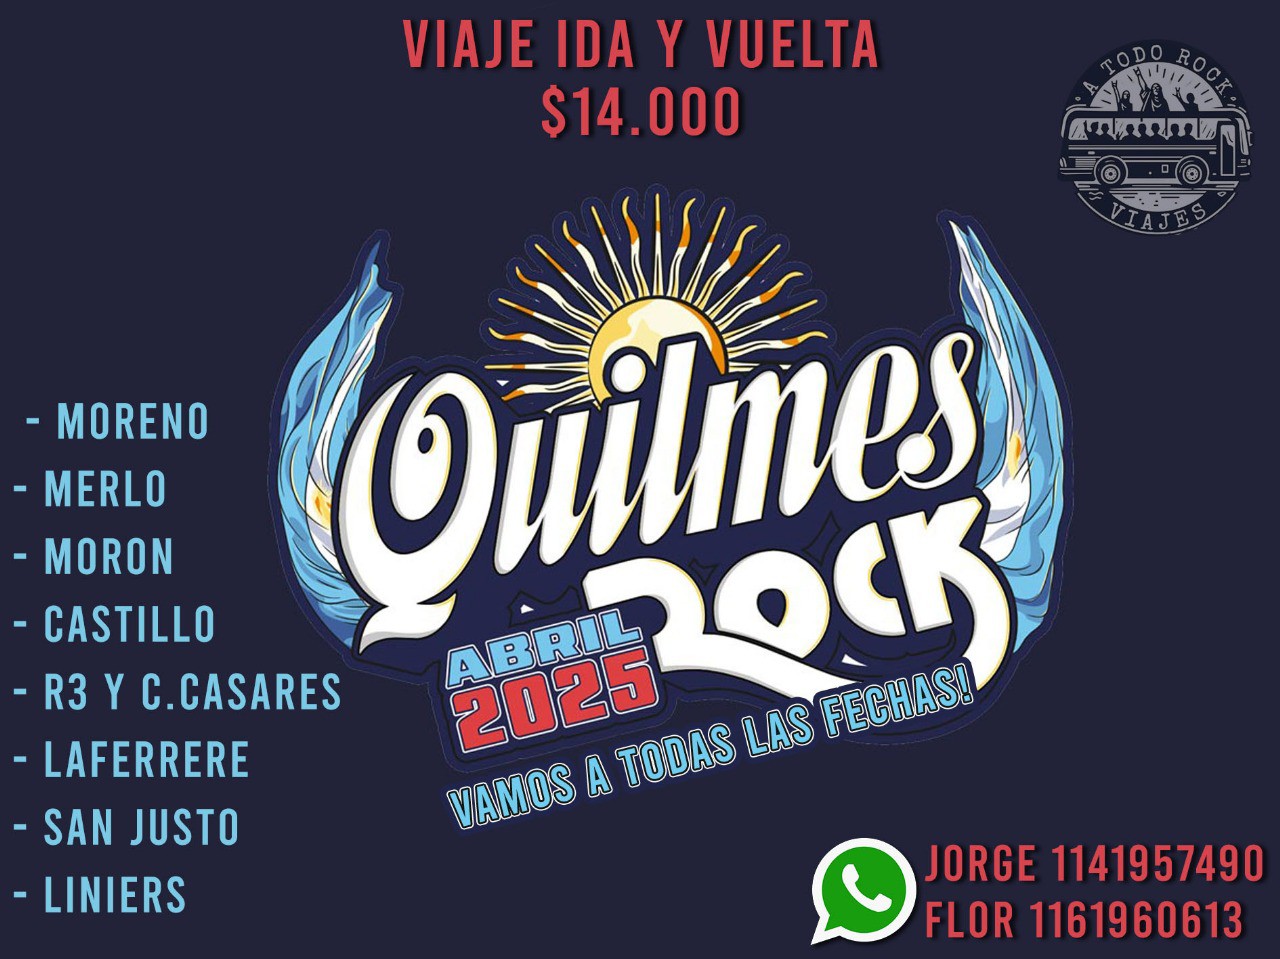 VIAJE IDA Y VUELTA
$14.000
A TODO ROCK
VIAJES
Quilmes
ROCK
ABRIL
2025
VAMOS A TODAS LAS FECHAS!
- MORENO
- MERLO
- MORON
- CASTILLO
- R3 Y C.CASARES
- LAFERRERE
- SAN JUSTO
- LINIERS
JORGE 1141957490
FLOR 1161960613